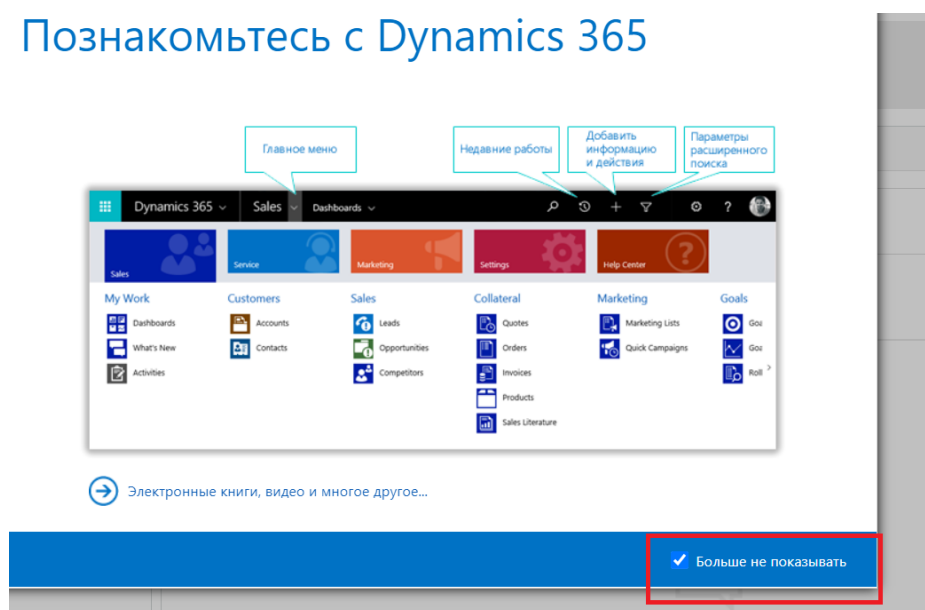 Познакомьтесь с Dynamics 365
Главное меню
Недавние работы
Добавить
информацию
и действия
Параметры
расширенного
поиска
Dynamics 365 Sales Dashboards ?
Sales Service Marketing Settings Help Center ?
My Work Customers Sales Collateral Marketing Goals
Dashboards Accounts Leads Quotes Marketing Lists Goa
What's New Contacts Opportunities Orders Quick Campaigns Goa
Activities Competitors Invoices Roll
Products
Sales Literature
Электронные книги, видео и многое другое...
Больше не показывать